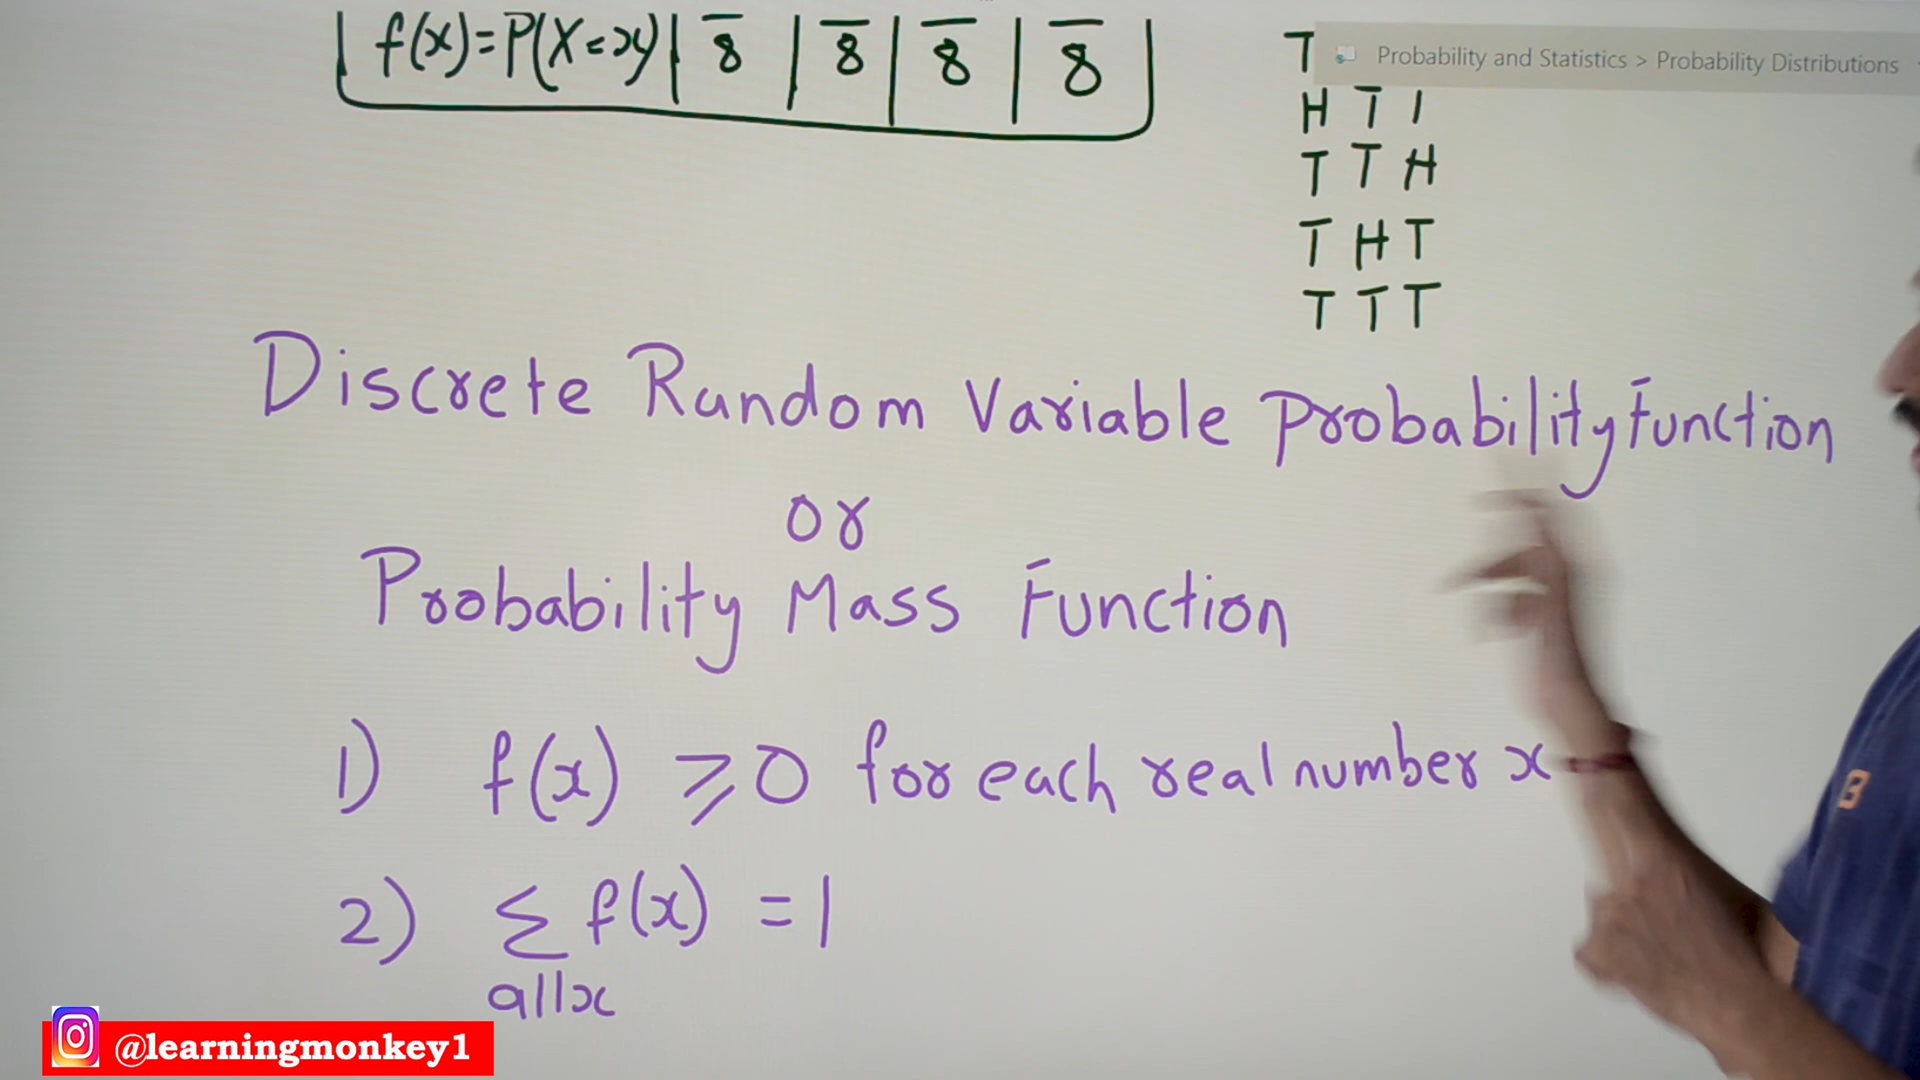 f(x)=P(X=x) | 8 | 8 | 8 | 8
T
Probability and Statistics > Probability Distributions
H T
T T H
T H T
T T T
Discrete Random Variable Probability Function
or
Probability Mass Function
1) f(x) ≥ 0 for each real number x
2) Σ f(x) = 1
all x
@learningmonkey1